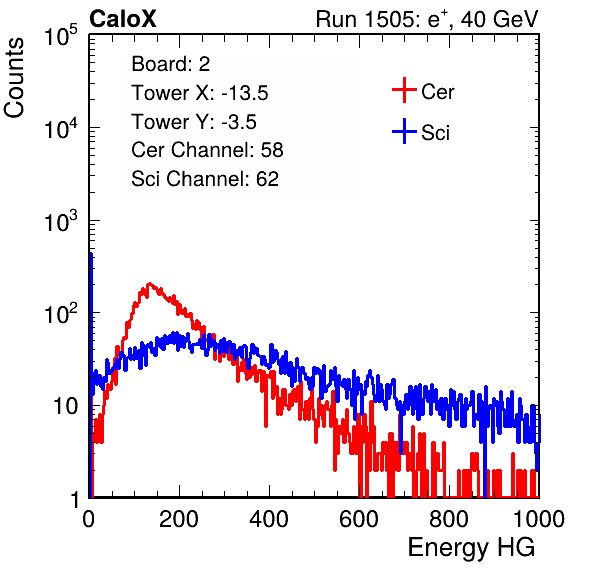 CaloX Run 1505: e⁺, 40 GeV
Counts
10⁵
10⁴
10³
10²
10
1
Board: 2
Tower X: -13.5
Tower Y: -3.5
Cer Channel: 58
Sci Channel: 62
Cer
Sci
0 200 400 600 800 1000
Energy HG